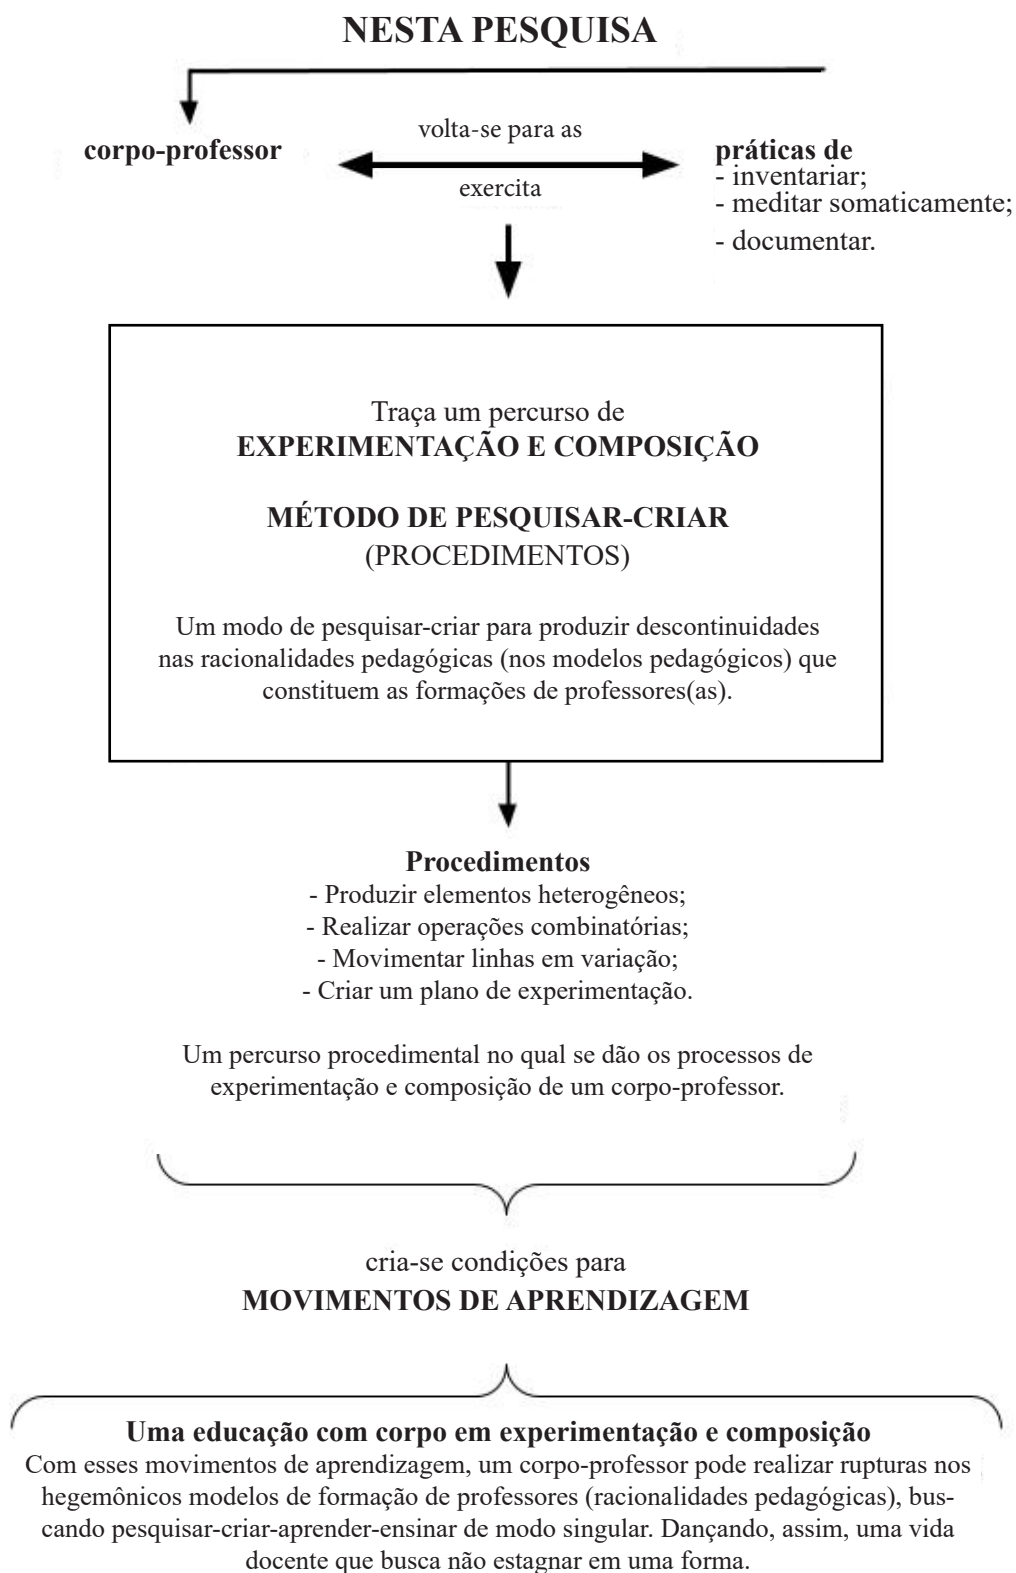 NESTA PESQUISA
corpo-professor
volta-se para as
exercita
práticas de
- inventariar;
- meditar somaticamente;
- documentar.
Traça um percurso de
EXPERIMENTAÇÃO E COMPOSIÇÃO
MÉTODO DE PESQUISAR-CRIAR
(PROCEDIMENTOS)
Um modo de pesquisar-criar para produzir descontinuidades
nas racionalidades pedagógicas (nos modelos pedagógicos) que
constituem as formações de professores(as).
Procedimentos
- Produzir elementos heterogêneos;
- Realizar operações combinatórias;
- Movimentar linhas em variação;
- Criar um plano de experimentação.
Um percurso procedimental no qual se dão os processos de
experimentação e composição de um corpo-professor.
cria-se condições para
MOVIMENTOS DE APRENDIZAGEM
Uma educação com corpo em experimentação e composição
Com esses movimentos de aprendizagem, um corpo-professor pode realizar rupturas nos
hegemônicos modelos de formação de professores (racionalidades pedagógicas), bus-
cando pesquisar-criar-aprender-ensinar de modo singular. Dançando, assim, uma vida
docente que busca não estagnar em uma forma.